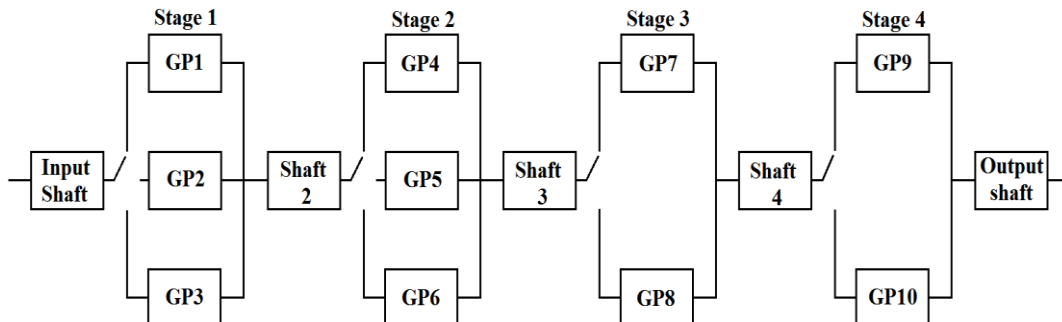 Stage 1
Stage 2
Stage 3
Stage 4
GP1
GP4
GP7
GP9
Input
Shaft
GP2
Shaft
2
GP5
Shaft
3
Shaft
4
Output
shaft
GP3
GP6
GP8
GP10